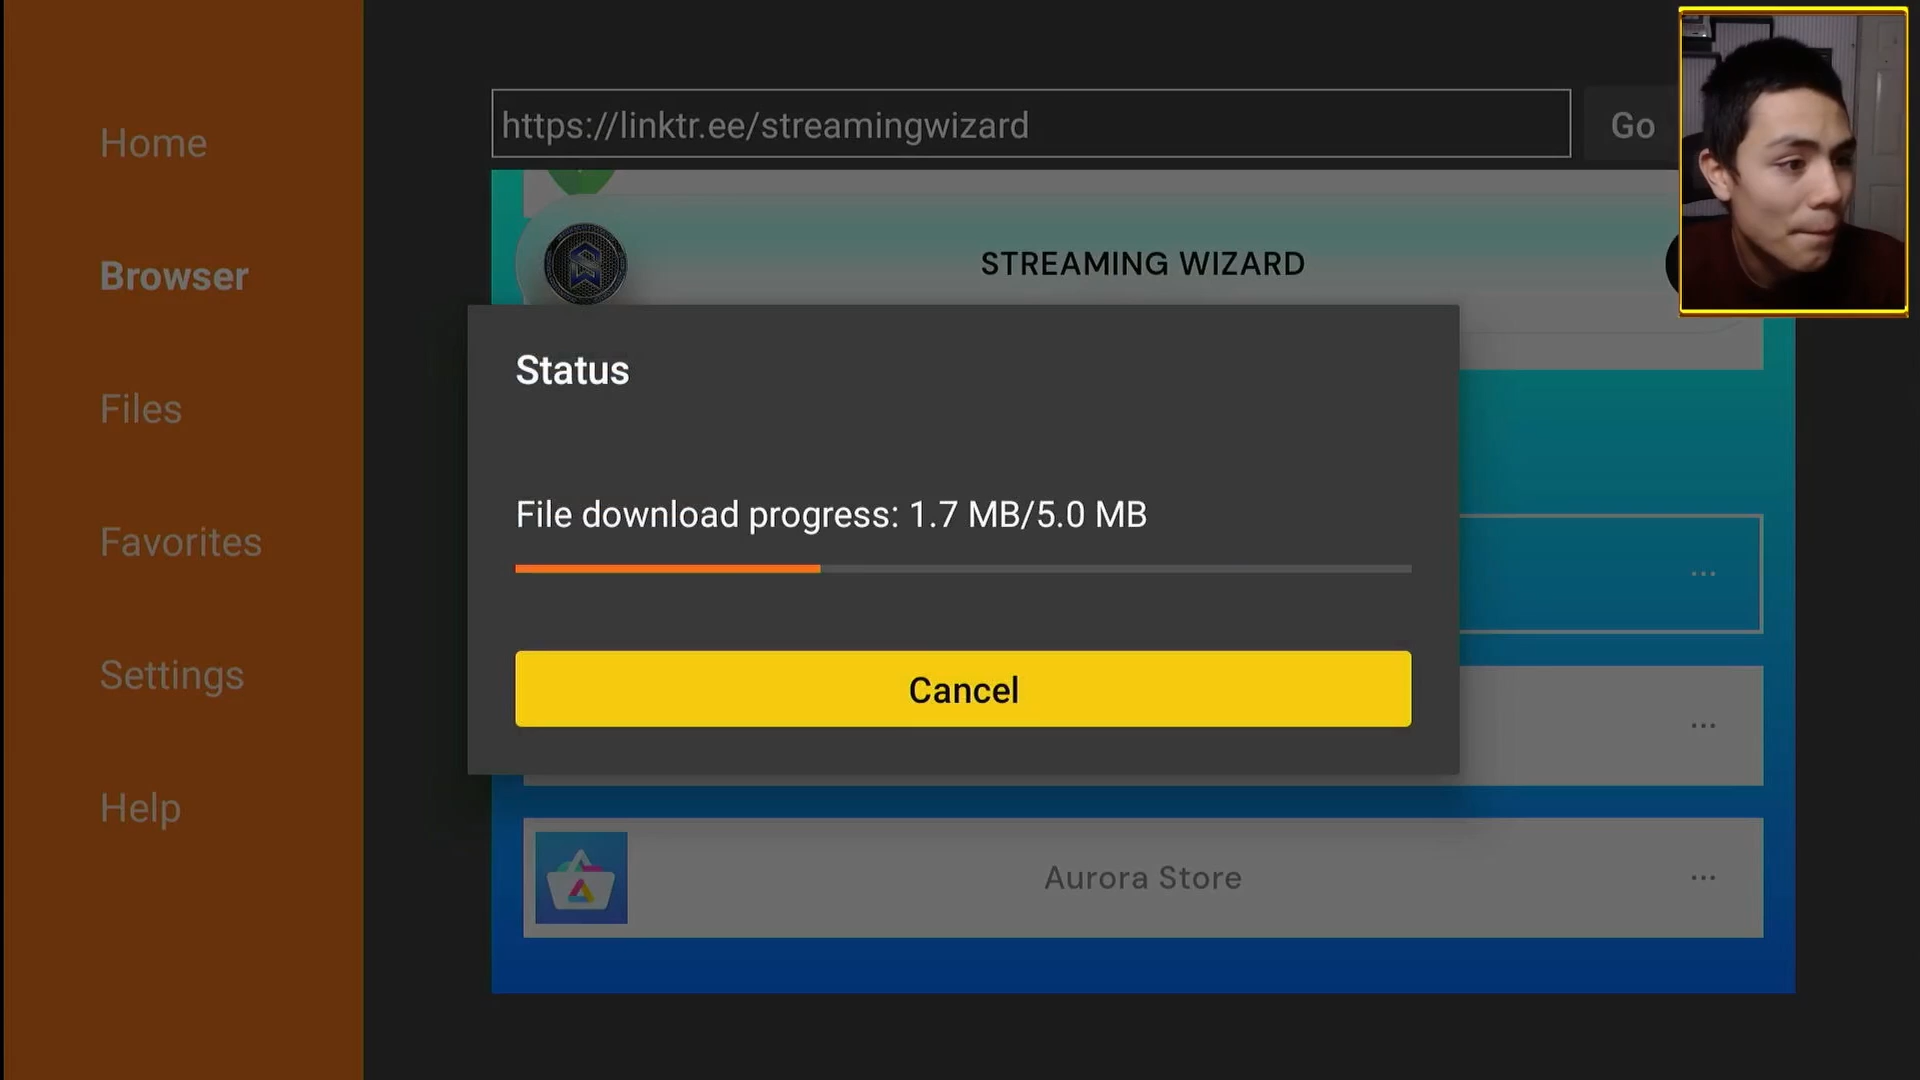 Home
Browser
Files
Favorites
Settings
Help
https://linktr.ee/streamingwizard
Go
STREAMING WIZARD
Status
File download progress: 1.7 MB/5.0 MB
Cancel
...
...
Aurora Store
...